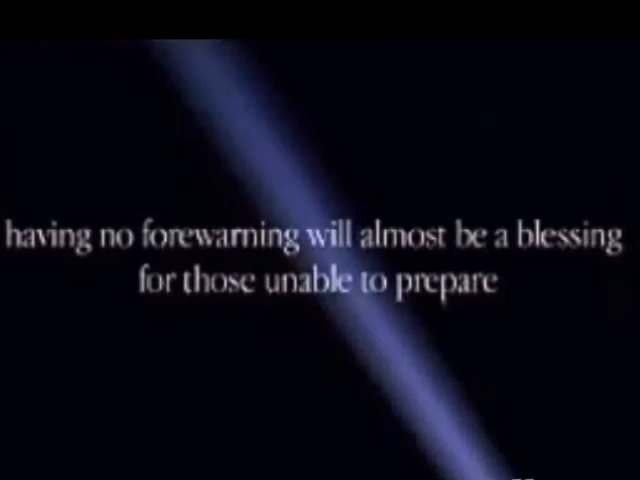 having no forewarning will almost be a blessing
for those unable to prepare